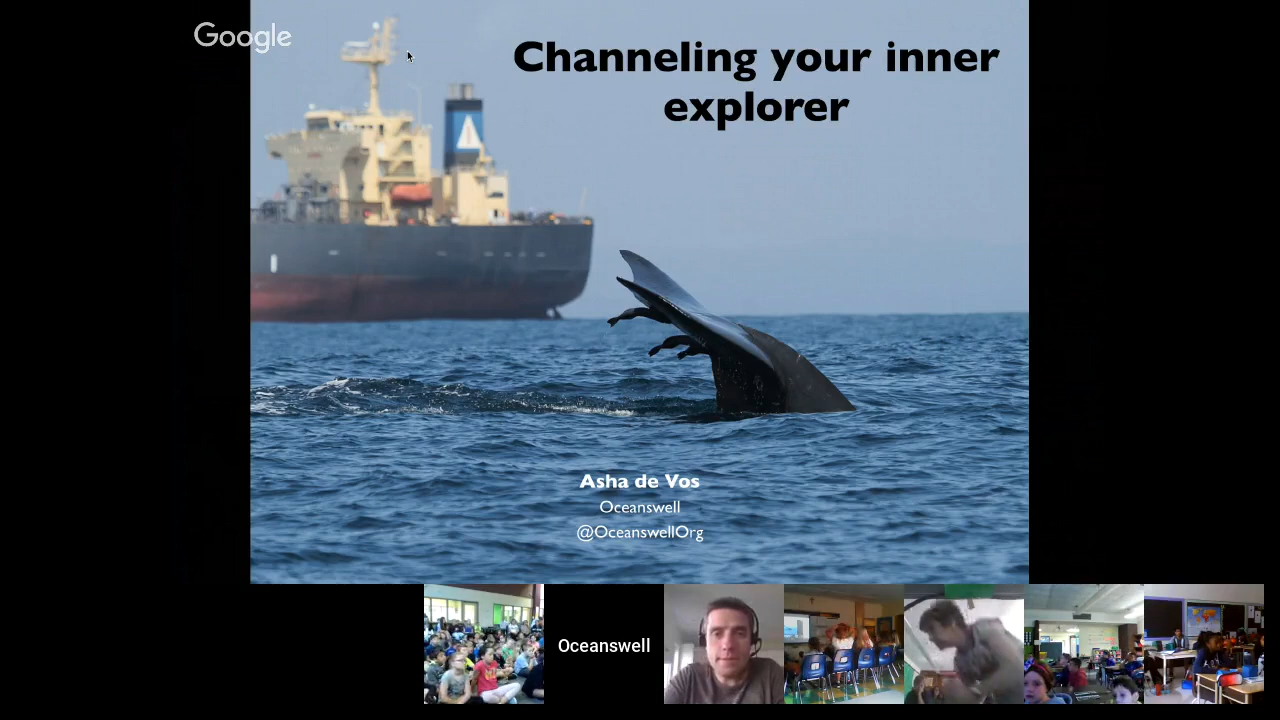 Google
Channeling your inner
explorer
Asha de Vos
Oceanswell
@OceanswellOrg
Oceanswell